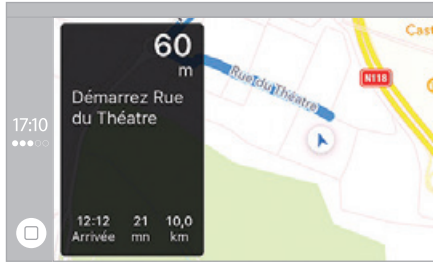 60
m
Démarrez Rue
du Théatre
17:10
12:12 21 10,0
Arrivée mn km
Rue du Théatre
N118
Cast